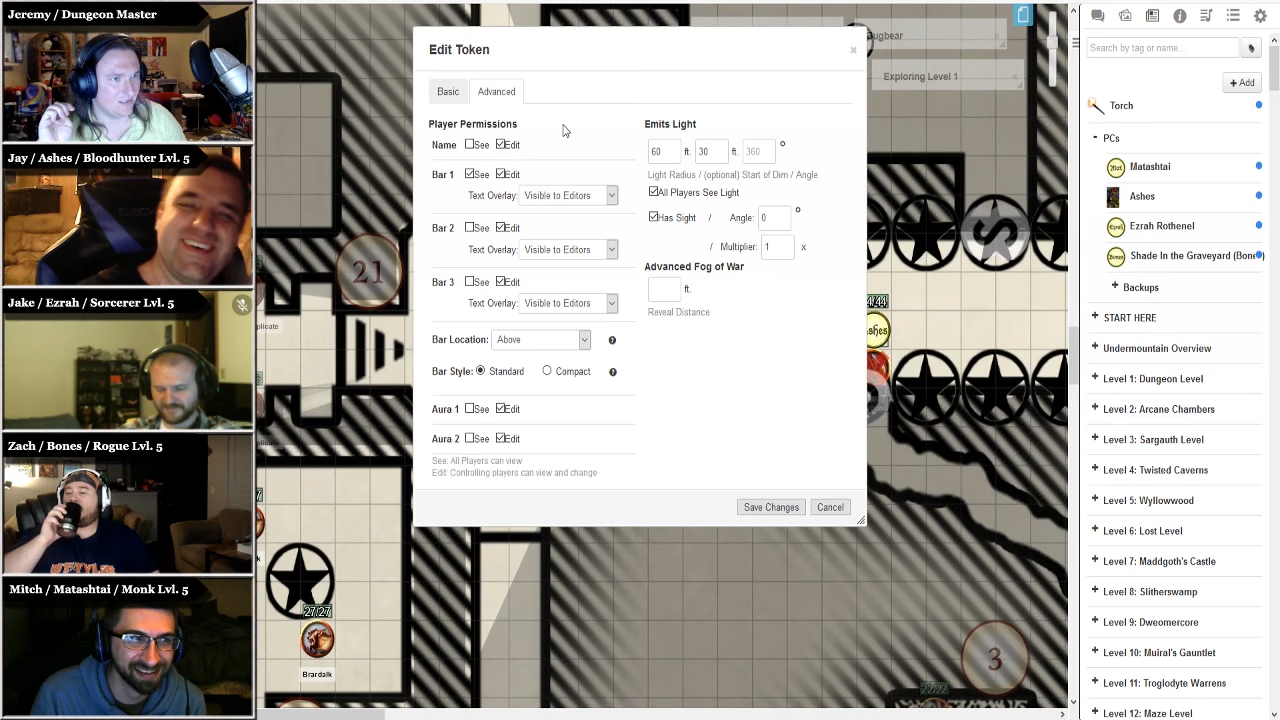 Jeremy / Dungeon Master
Jay / Ashes / Bloodhunter Lvl. 5
Jake / Ezrah / Sorcerer Lvl. 5
Zach / Bones / Rogue Lvl. 5
Mitch / Matashtai / Monk Lvl. 5
21
plicate
27/27
Brardalk
Edit Token
×
Basic
Advanced
Player Permissions
Name See Edit
Bar 1 See Edit
Text Overlay: Visible to Editors
Bar 2 See Edit
Text Overlay: Visible to Editors
Bar 3 See Edit
Text Overlay: Visible to Editors
Bar Location: Above ?
Bar Style: Standard Compact ?
Aura 1 See Edit
Aura 2 See Edit
See: All Players can view
Edit: Controlling players can view and change
Emits Light
60 ft. 30 ft. 360 °
Light Radius / (optional) Start of Dim / Angle
All Players See Light
Has Sight / Angle: 0 °
/ Multiplier: 1 x
Advanced Fog of War
ft.
Reveal Distance
Save Changes
Cancel
ugbear
Exploring Level 1
S
4/44
shes
3
22/22
Search by tag or name...
+ Add
Torch
PCs
Matashtai
Ashes
Ezrah Rothenel
Shade In the Graveyard (Bone
Backups
START HERE
Undermountain Overview
Level 1: Dungeon Level
Level 2: Arcane Chambers
Level 3: Sargauth Level
Level 4: Twisted Caverns
Level 5: Wyllowwood
Level 6: Lost Level
Level 7: Maddgoth's Castle
Level 8: Slitherswamp
Level 9: Dweomercore
Level 10: Muiral's Gauntlet
Level 11: Troglodyte Warrens
Level 12: Maze Level